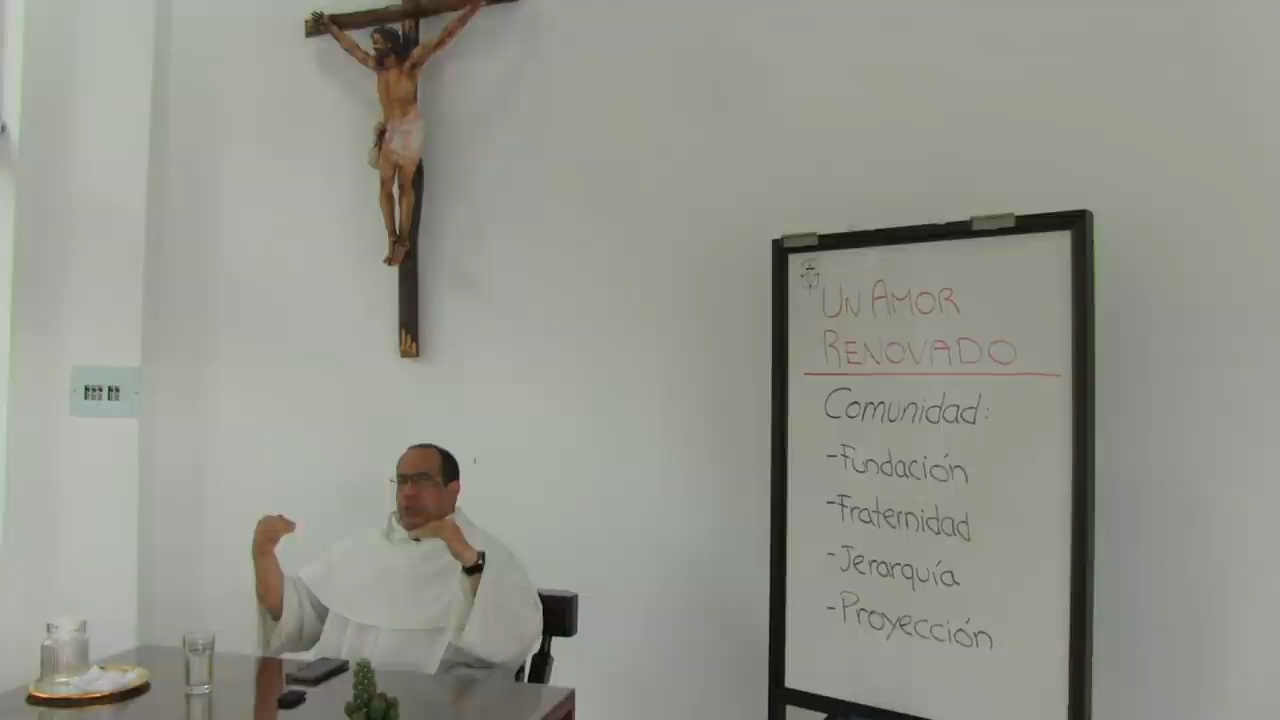 UN AMOR
RENOVADO
Comunidad:
-Fundación
-Fraternidad
-Jerarquía
-Proyección